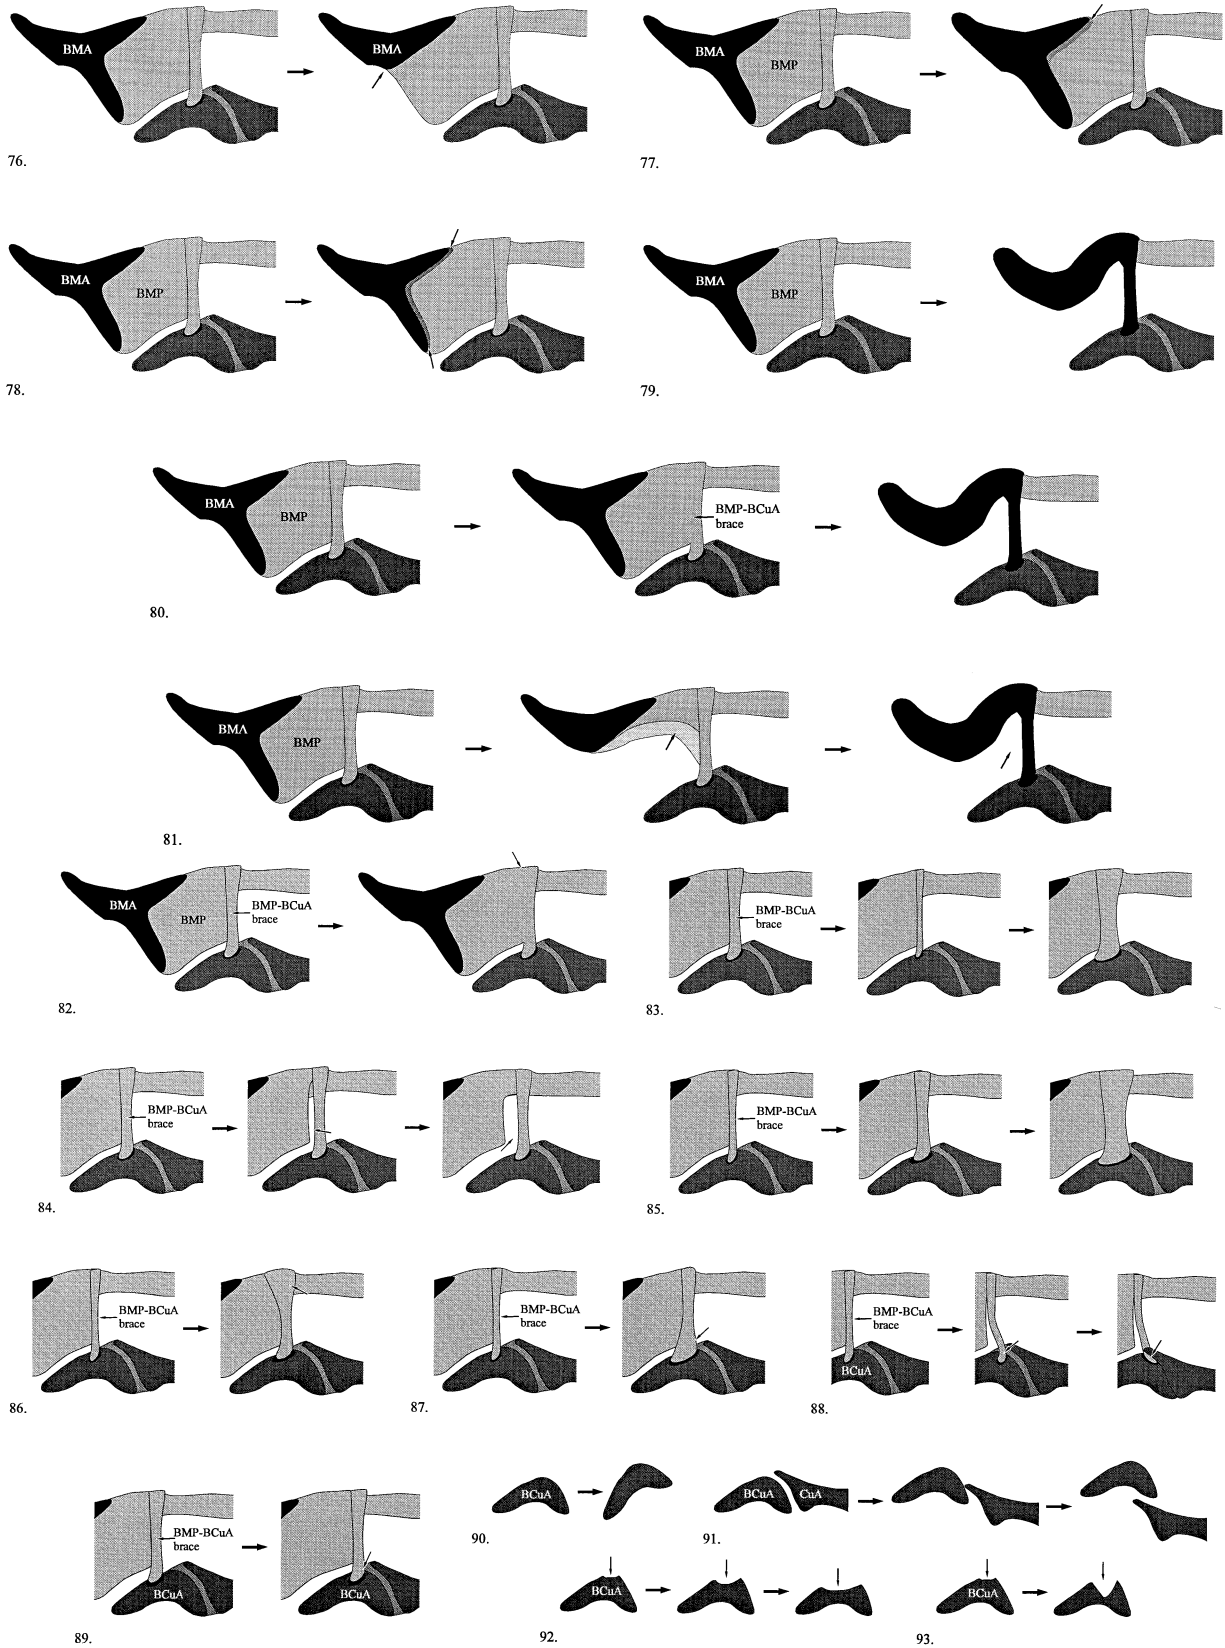 BMA
BMA
76.
BMA
BMP
77.
BMA
BMP
78.
BMA
BMP
79.
BMA
BMP
BMP-BCuA
brace
80.
BMA
BMP
81.
BMA
BMP
BMP-BCuA
brace
82.
BMP-BCuA
brace
83.
BMP-BCuA
brace
84.
BMP-BCuA
brace
85.
BMP-BCuA
brace
86.
BMP-BCuA
brace
87.
BMP-BCuA
brace
BCuA
88.
BMP-BCuA
brace
BCuA
BCuA
89.
BCuA
90.
BCuA
CuA
91.
BCuA
92.
BCuA
93.